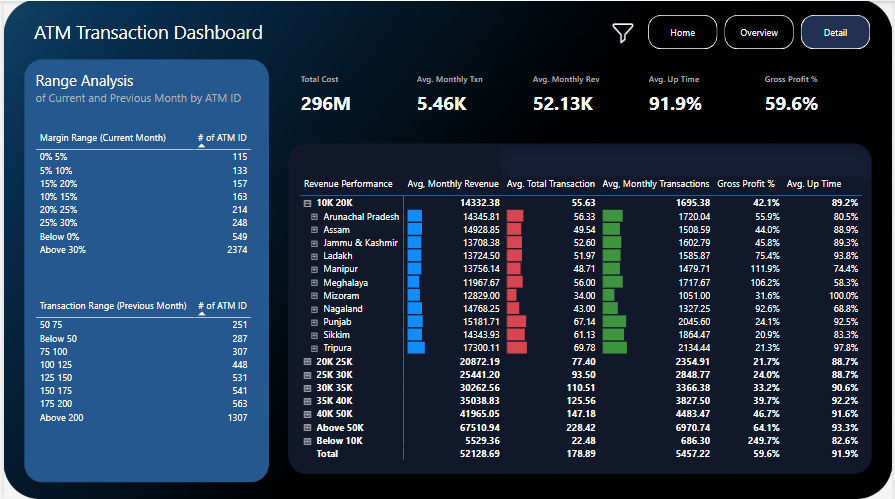 ATM Transaction Dashboard
Home
Overview
Detail
Range Analysis
of Current and Previous Month by ATM ID
Margin Range (Current Month) # of ATM ID
0% 5% 115
5% 10% 133
15% 20% 157
10% 15% 163
20% 25% 214
25% 30% 248
Below 0% 549
Above 30% 2374
Transaction Range (Previous Month) # of ATM ID
50 75 251
Below 50 287
75 100 307
100 125 448
125 150 531
150 175 541
175 200 563
Above 200 1307
Total Cost
296M
Avg. Monthly Txn
5.46K
Avg. Monthly Rev
52.13K
Avg. Up Time
91.9%
Gross Profit %
59.6%
Revenue Performance Avg, Monthly Revenue Avg. Total Transaction Avg, Monthly Transactions Gross Profit % Avg. Up Time
10K 20K 14332.38 55.63 1695.38 42.1% 89.2%
Arunachal Pradesh 14345.81 56.33 1720.04 55.9% 80.5%
Assam 14928.85 49.54 1508.59 44.0% 88.9%
Jammu & Kashmir 13708.38 52.60 1602.79 45.8% 89.3%
Ladakh 13724.50 51.97 1585.87 75.4% 93.8%
Manipur 13756.14 48.71 1479.71 111.9% 74.4%
Meghalaya 11967.67 56.00 1717.67 106.2% 58.3%
Mizoram 12829.00 34.00 1051.00 31.6% 100.0%
Nagaland 14768.25 43.00 1327.25 92.6% 68.8%
Punjab 15181.71 67.14 2045.60 24.1% 92.5%
Sikkim 14343.93 61.13 1864.47 20.9% 83.3%
Tripura 17300.11 69.78 2134.44 21.3% 97.8%
20K 25K 20872.19 77.40 2354.91 21.7% 88.7%
25K 30K 25441.20 93.50 2848.77 24.0% 88.7%
30K 35K 30262.56 110.51 3366.38 33.2% 90.6%
35K 40K 35038.83 125.56 3827.50 39.7% 92.2%
40K 50K 41965.05 147.18 4483.47 46.7% 91.6%
Above 50K 67510.94 228.42 6970.74 64.1% 93.3%
Below 10K 5529.36 22.48 686.30 249.7% 82.6%
Total 52128.69 178.89 5457.22 59.6% 91.9%